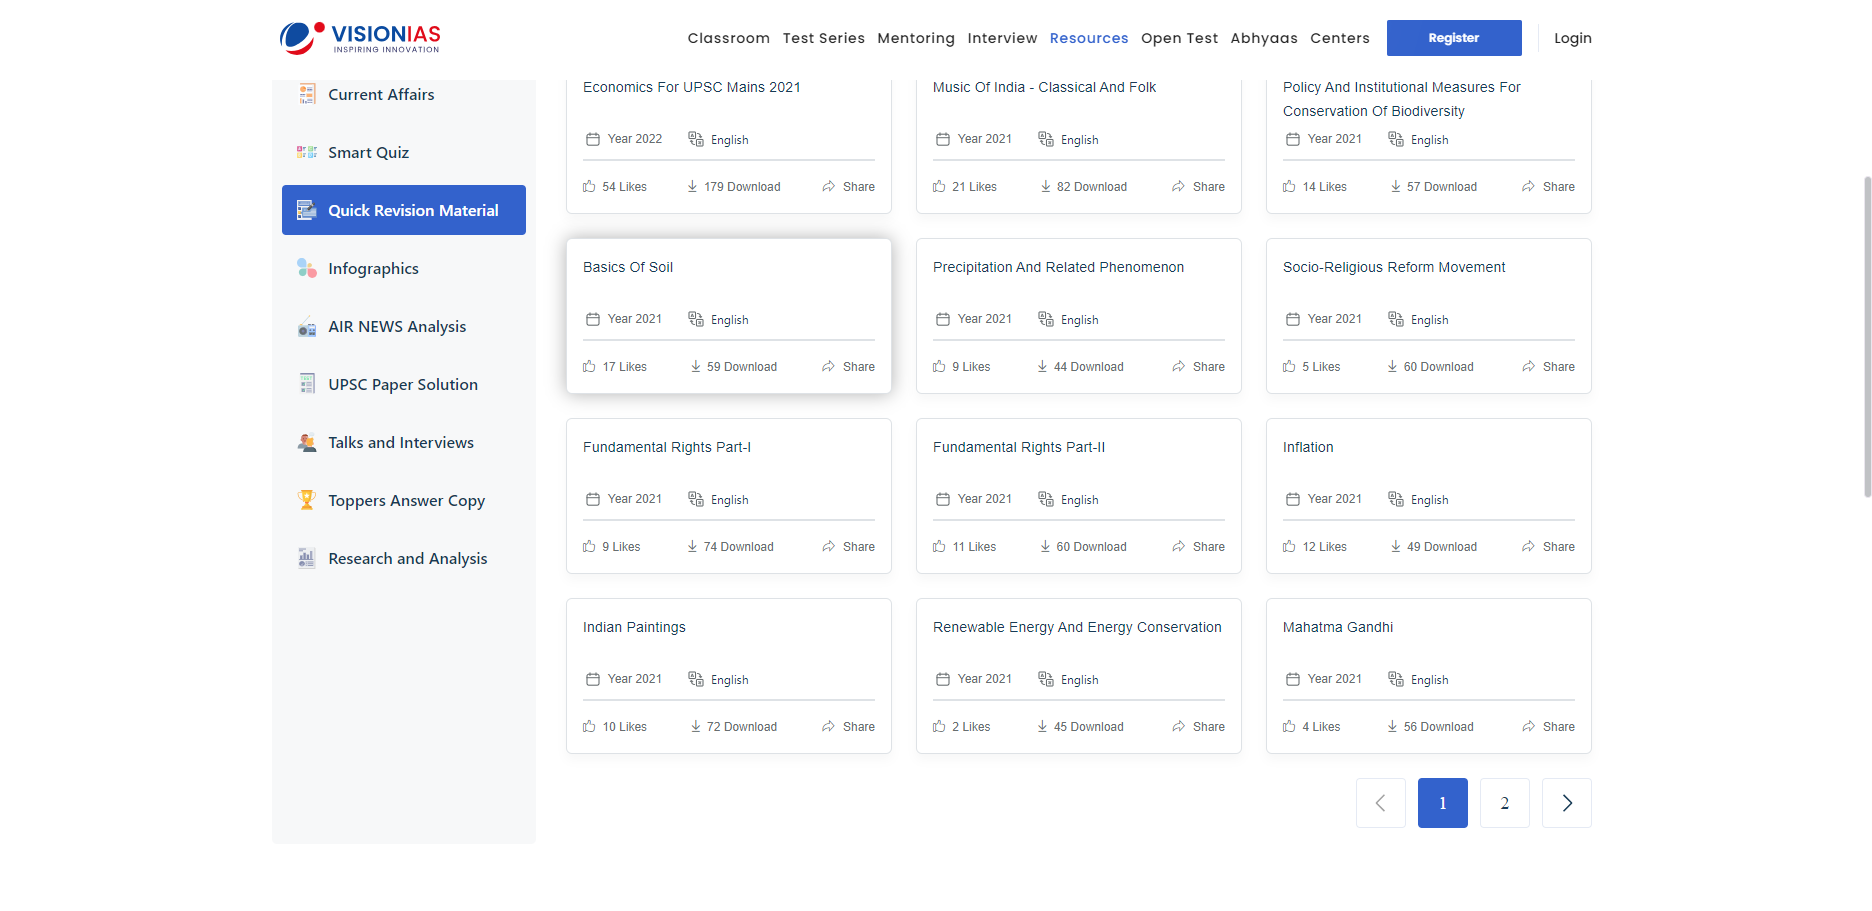 VISIONIAS
INSPIRING INNOVATION
Classroom Test Series Mentoring Interview Resources Open Test Abhyaas Centers Register Login
Current Affairs
Smart Quiz
Quick Revision Material
Infographics
AIR NEWS Analysis
UPSC Paper Solution
Talks and Interviews
Toppers Answer Copy
Research and Analysis
Economics For UPSC Mains 2021
Year 2022 English
54 Likes 179 Download Share
Music Of India - Classical And Folk
Year 2021 English
21 Likes 82 Download Share
Policy And Institutional Measures For
Conservation Of Biodiversity
Year 2021 English
14 Likes 57 Download Share
Basics Of Soil
Year 2021 English
17 Likes 59 Download Share
Precipitation And Related Phenomenon
Year 2021 English
9 Likes 44 Download Share
Socio-Religious Reform Movement
Year 2021 English
5 Likes 60 Download Share
Fundamental Rights Part-I
Year 2021 English
9 Likes 74 Download Share
Fundamental Rights Part-II
Year 2021 English
11 Likes 60 Download Share
Inflation
Year 2021 English
12 Likes 49 Download Share
Indian Paintings
Year 2021 English
10 Likes 72 Download Share
Renewable Energy And Energy Conservation
Year 2021 English
2 Likes 45 Download Share
Mahatma Gandhi
Year 2021 English
4 Likes 56 Download Share
1 2